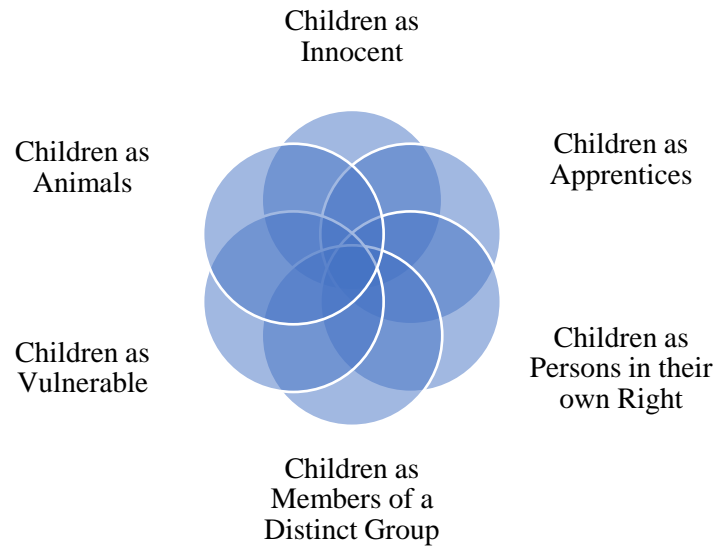 Children as
Innocent
Children as
Apprentices
Children as
Persons in their
own Right
Children as
Members of a
Distinct Group
Children as
Vulnerable
Children as
Animals